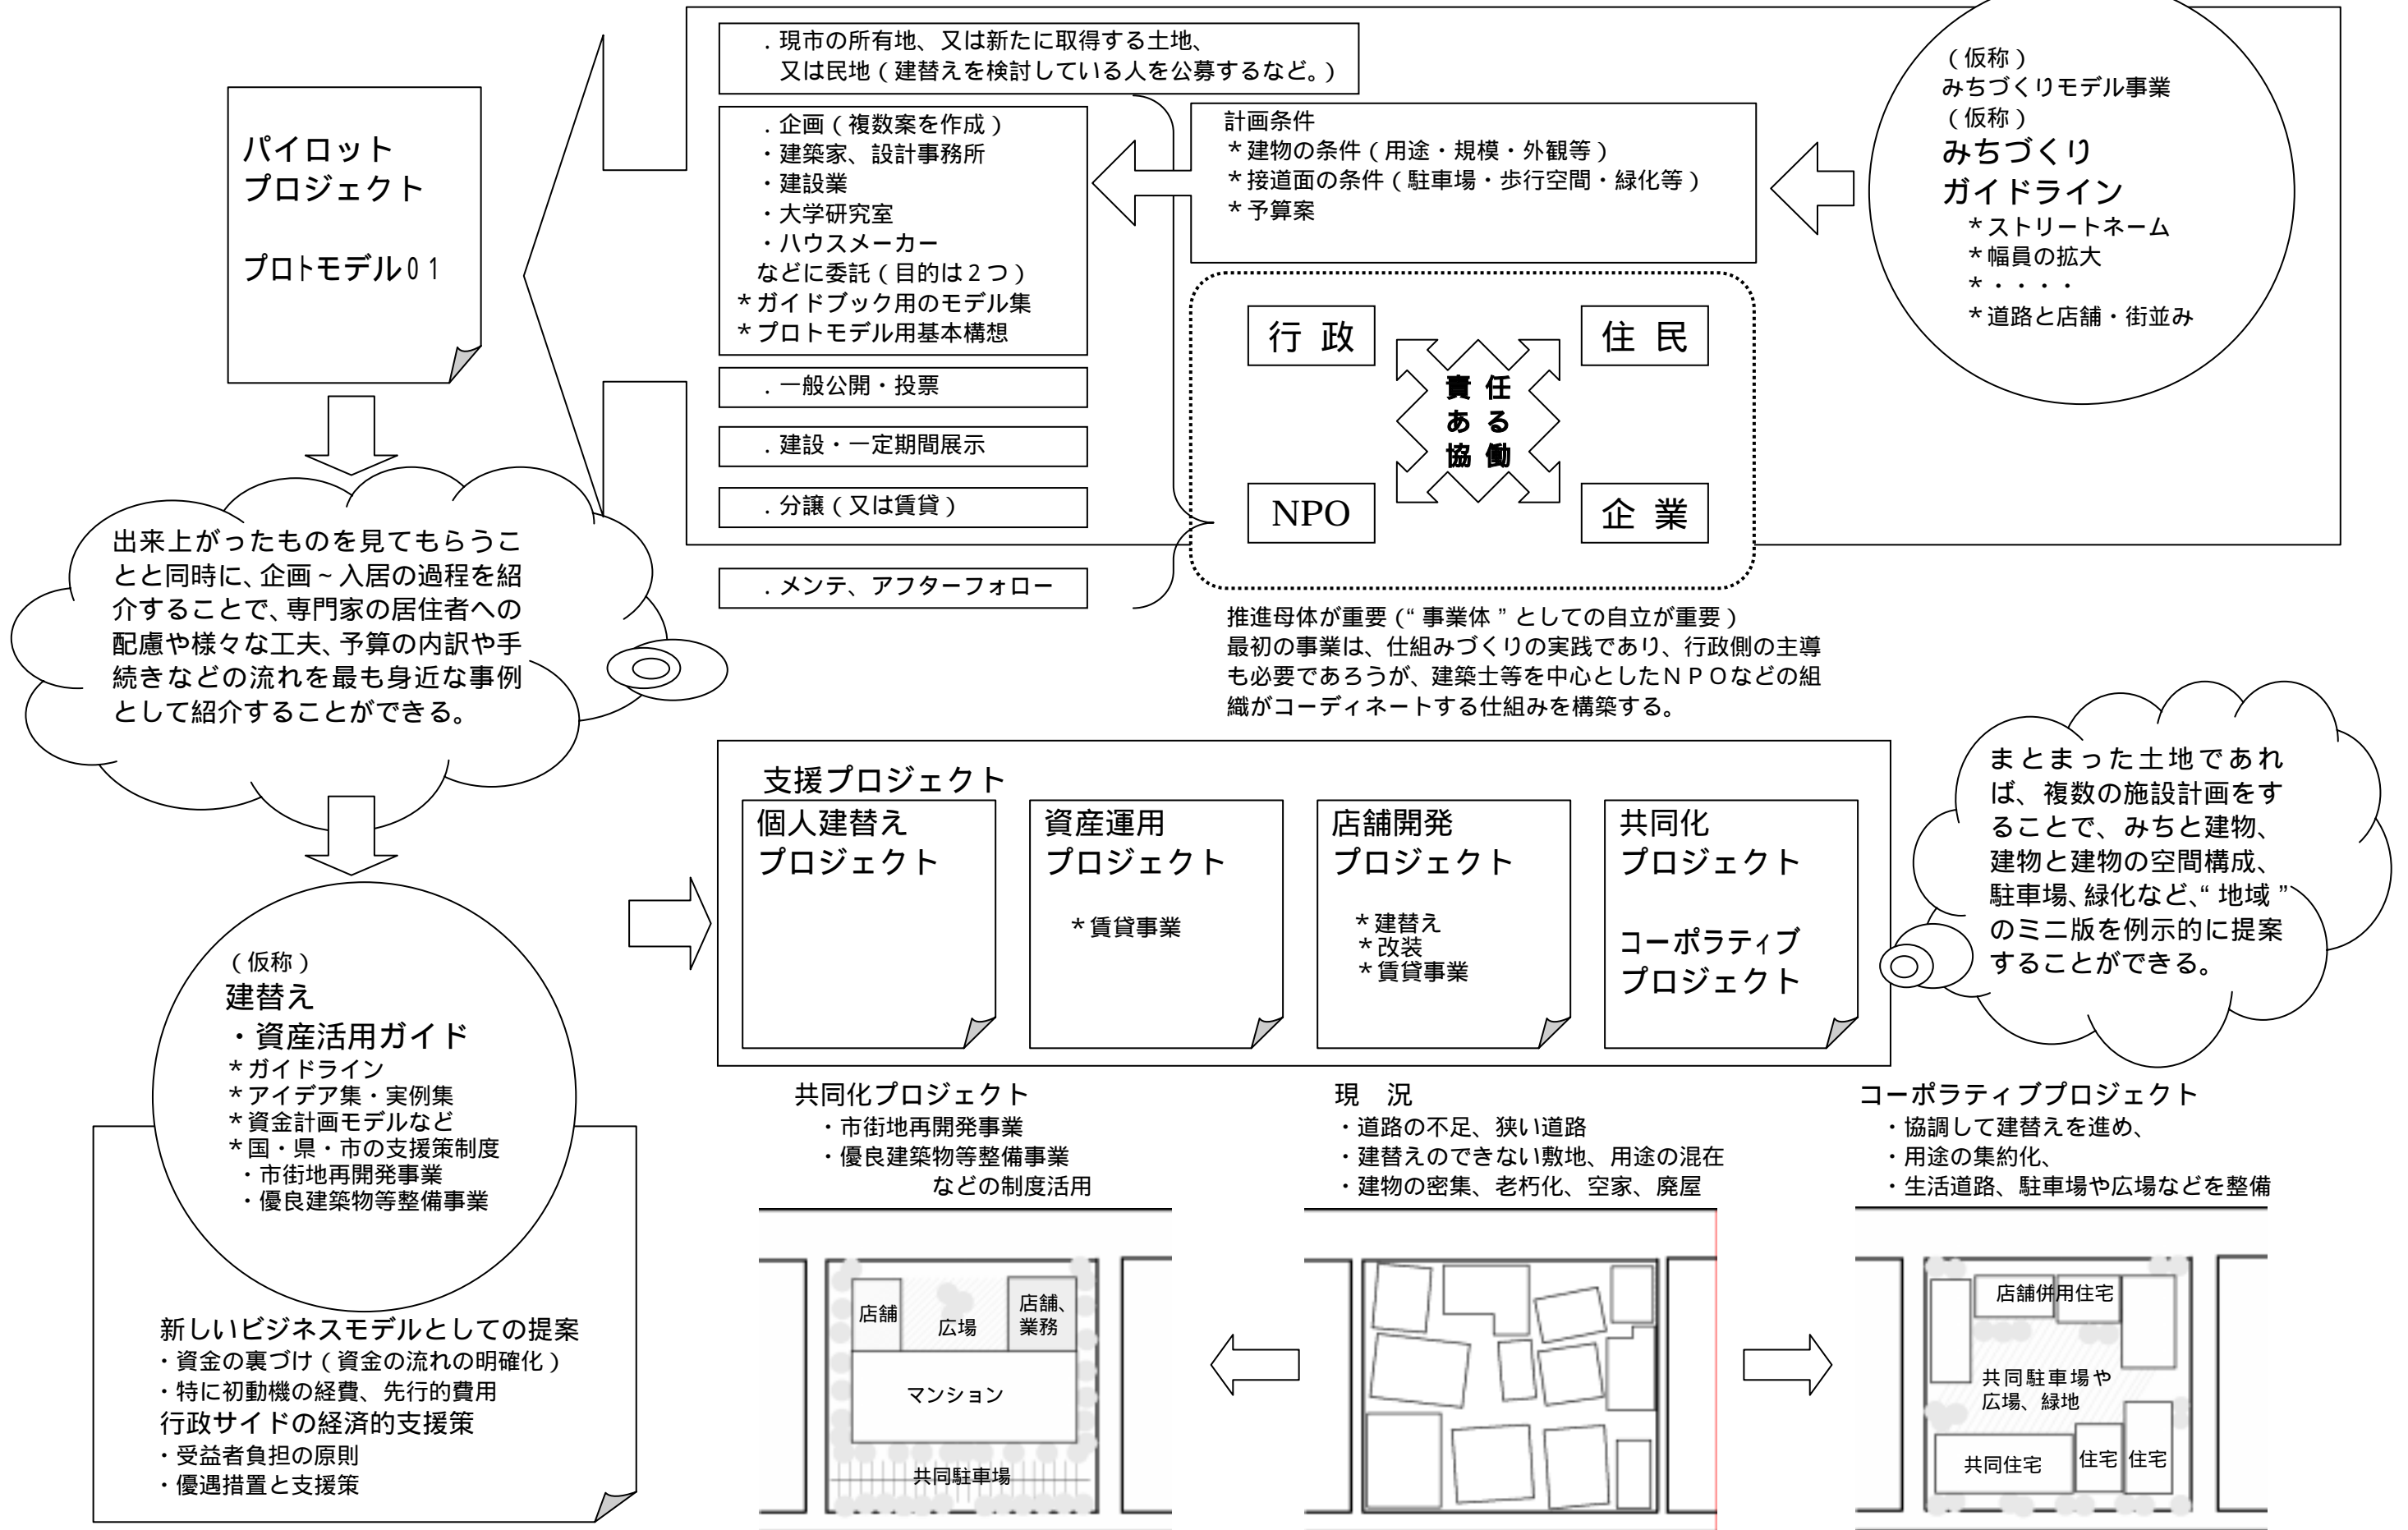 パイロット
プロジェクト
プロトモデル０１
．現市の所有地、又は新たに取得する土地、
又は民地（建替えを検討している人を公募するなど。）
．企画（複数案を作成）
・建築家、設計事務所
・建設業
・大学研究室
・ハウスメーカー
などに委託（目的は２つ）
＊ガイドブック用のモデル集
＊プロトモデル用基本構想
．一般公開・投票
．建設・一定期間展示
．分譲（又は賃貸）
．メンテ、アフターフォロー
計画条件
＊建物の条件（用途・規模・外観等）
＊接道面の条件（駐車場・歩行空間・緑化等）
＊予算案
（仮称）
みちづくりモデル事業
（仮称）
みちづくり
ガイドライン
＊ストリートネーム
＊幅員の拡大
＊・・・・
＊道路と店舗・街並み
行 政
住 民
責 任
あ る
協 働
NPO
企 業
推進母体が重要（“事業体”としての自立が重要）
最初の事業は、仕組みづくりの実践であり、行政側の主導
も必要であろうが、建築士等を中心としたＮＰＯなどの組
織がコーディネートする仕組みを構築する。
出来上がったものを見てもらうこ
とと同時に、企画～入居の過程を紹
介することで、専門家の居住者への
配慮や様々な工夫、予算の内訳や手
続きなどの流れを最も身近な事例
として紹介することができる。
支援プロジェクト
個人建替え
プロジェクト
資産運用
プロジェクト
＊賃貸事業
店舗開発
プロジェクト
＊建替え
＊改装
＊賃貸事業
共同化
プロジェクト
コーポラティブ
プロジェクト
まとまった土地であれ
ば、複数の施設計画をす
ることで、みちと建物、
建物と建物の空間構成、
駐車場、緑化など、“地域”
のミニ版を例示的に提案
することができる。
（仮称）
建替え
・資産活用ガイド
＊ガイドライン
＊アイデア集・実例集
＊資金計画モデルなど
＊国・県・市の支援策制度
・市街地再開発事業
・優良建築物等整備事業
新しいビジネスモデルとしての提案
・資金の裏づけ（資金の流れの明確化）
・特に初動機の経費、先行的費用
行政サイドの経済的支援策
・受益者負担の原則
・優遇措置と支援策
共同化プロジェクト
・市街地再開発事業
・優良建築物等整備事業
などの制度活用
現　況
・道路の不足、狭い道路
・建替えのできない敷地、用途の混在
・建物の密集、老朽化、空家、廃屋
コーポラティブプロジェクト
・協調して建替えを進め、
・用途の集約化、
・生活道路、駐車場や広場などを整備
店舗
広場
店舗、
業務
マンション
共同駐車場
店舗併用住宅
共同駐車場や
広場、緑地
共同住宅
住宅
住宅